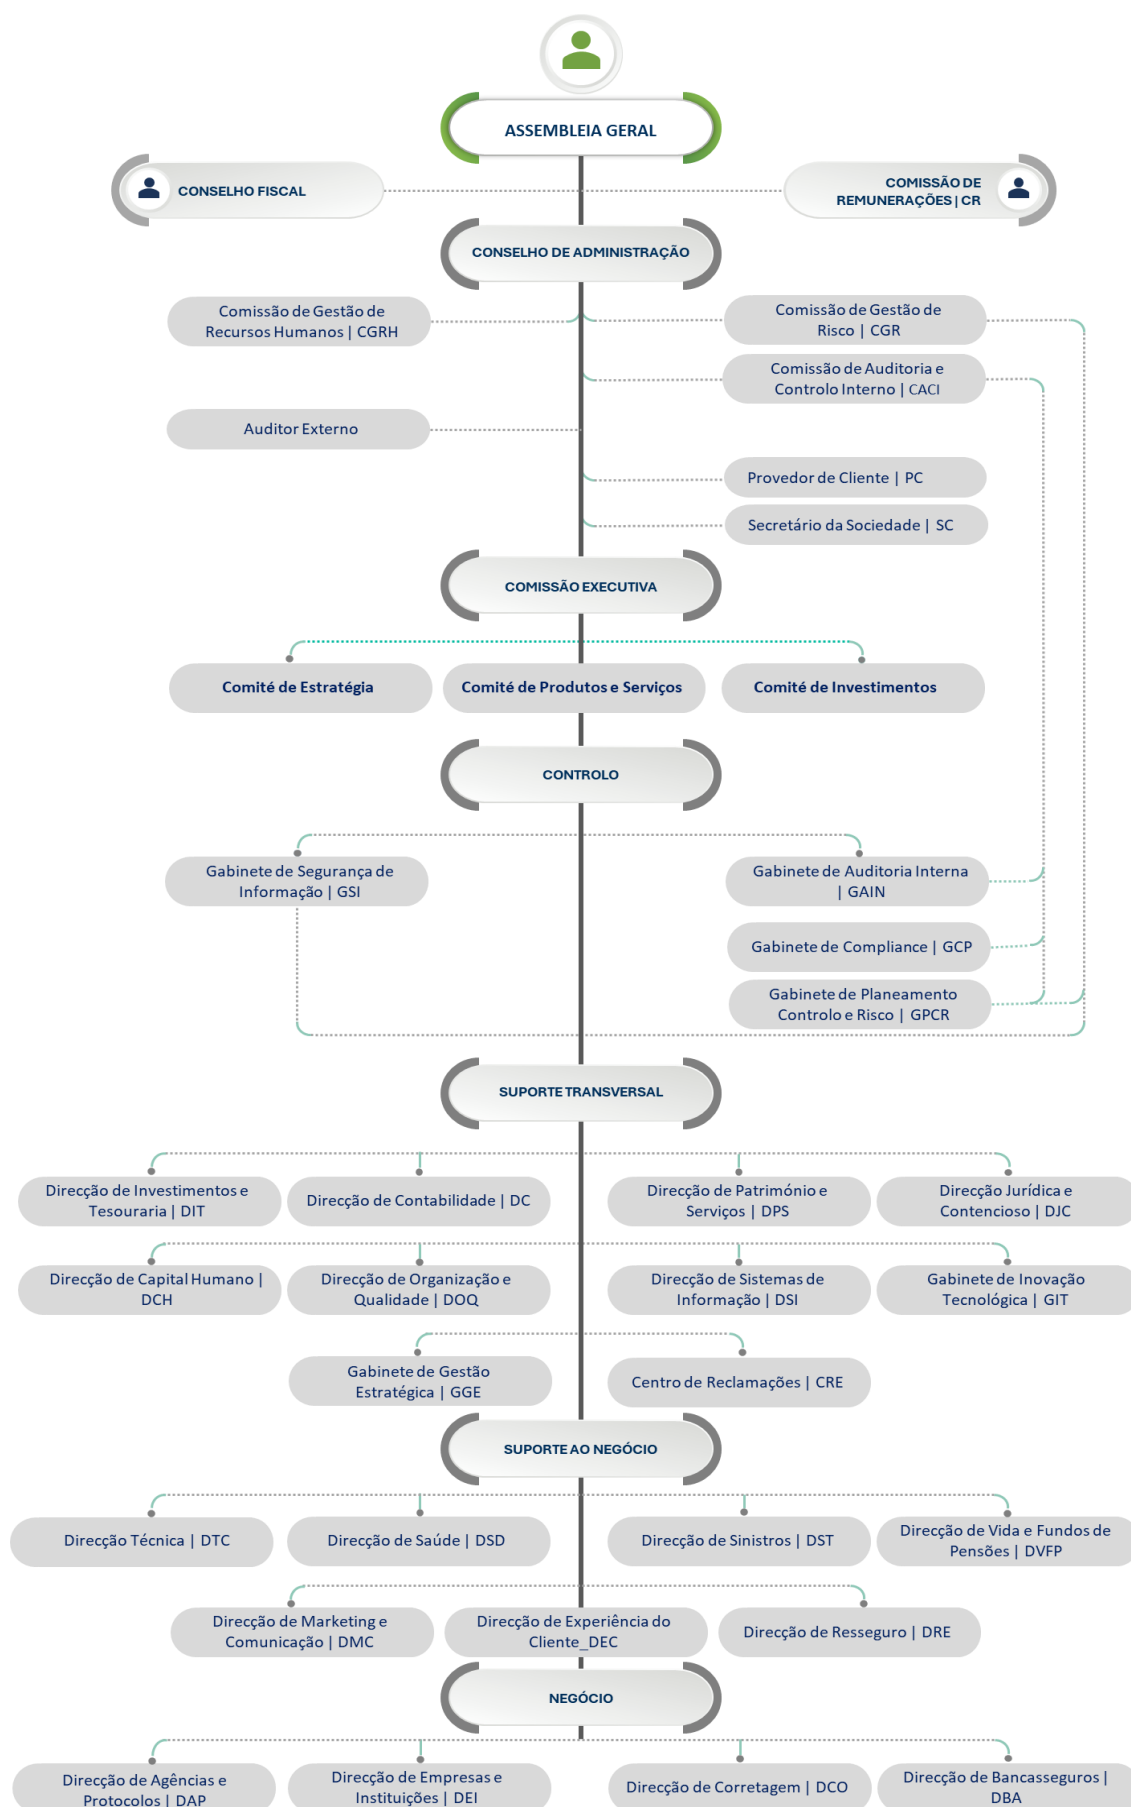 ASSEMBLEIA GERAL
CONSELHO FISCAL
COMISSÃO DE
REMUNERAÇÕES | CR
CONSELHO DE ADMINISTRAÇÃO
Comissão de Gestão de
Recursos Humanos | CGRH
Comissão de Gestão de
Risco | CGR
Comissão de Auditoria e
Controlo Interno | CACI
Auditor Externo
Provedor de Cliente | PC
Secretário da Sociedade | SC
COMISSÃO EXECUTIVA
Comité de Estratégia
Comité de Produtos e Serviços
Comité de Investimentos
CONTROLO
Gabinete de Segurança de
Informação | GSI
Gabinete de Auditoria Interna
| GAIN
Gabinete de Compliance | GCP
Gabinete de Planeamento
Controlo e Risco | GPCR
SUPORTE TRANSVERSAL
Direcção de Investimentos e
Tesouraria | DIT
Direcção de Contabilidade | DC
Direcção de Património e
Serviços | DPS
Direcção Jurídica e
Contencioso | DJC
Direcção de Capital Humano |
DCH
Direcção de Organização e
Qualidade | DOQ
Direcção de Sistemas de
Informação | DSI
Gabinete de Inovação
Tecnológica | GIT
Gabinete de Gestão
Estratégica | GGE
Centro de Reclamações | CRE
SUPORTE AO NEGÓCIO
Direcção Técnica | DTC
Direcção de Saúde | DSD
Direcção de Sinistros | DST
Direcção de Vida e Fundos de
Pensões | DVFP
Direcção de Marketing e
Comunicação | DMC
Direcção de Experiência do
Cliente_DEC
Direcção de Resseguro | DRE
NEGÓCIO
Direcção de Agências e
Protocolos | DAP
Direcção de Empresas e
Instituições | DEI
Direcção de Corretagem | DCO
Direcção de Bancasseguros |
DBA